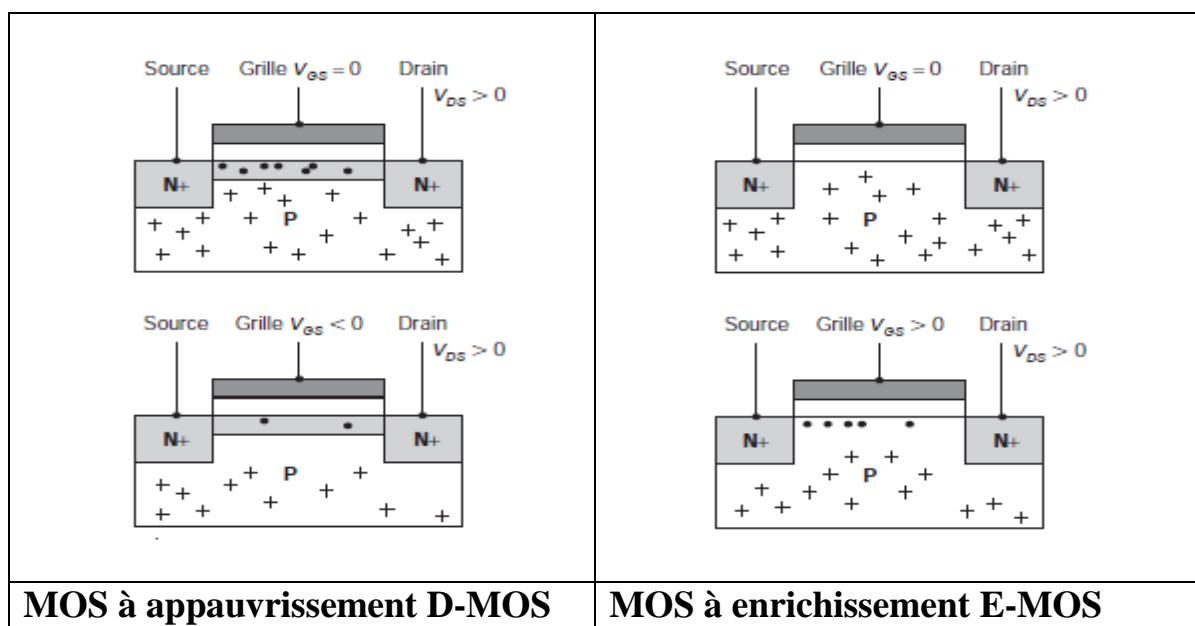 Source Grille V_GS = 0 Drain
V_DS > 0
N+ N+
P
Source Grille V_GS < 0 Drain
V_DS > 0
N+ N+
P
MOS à appauvrissement D-MOS
Source Grille V_GS = 0 Drain
V_DS > 0
N+ N+
P
Source Grille V_GS > 0 Drain
V_DS > 0
N+ N+
P
MOS à enrichissement E-MOS